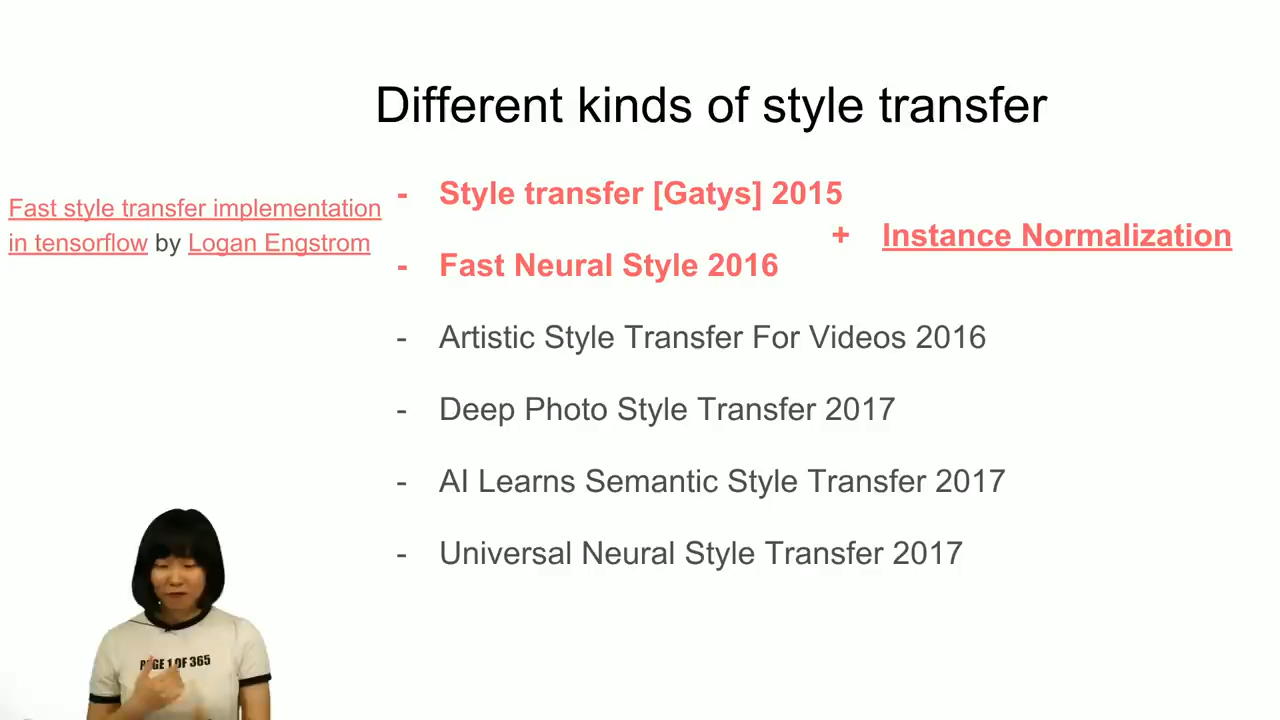 Different kinds of style transfer
Fast style transfer implementation
in tensorflow by Logan Engstrom
- Style transfer [Gatys] 2015
+ Instance Normalization
- Fast Neural Style 2016
- Artistic Style Transfer For Videos 2016
- Deep Photo Style Transfer 2017
- AI Learns Semantic Style Transfer 2017
- Universal Neural Style Transfer 2017
PAGE 1 OF 365